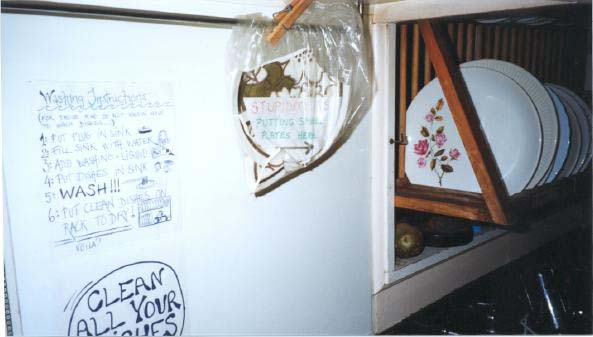 Washing Instructions
1: PUT PLUG IN SINK
2: FILL SINK WITH WATER
3: ADD WASHING-LIQUID
4: PUT DISHES IN SINK
5: WASH!!!
6: PUT CLEAN DISHES ON
RACK TO DRY!
VOILA!
CLEAN
ALL YOUR
PUTTING SMALL
PLATES HERE